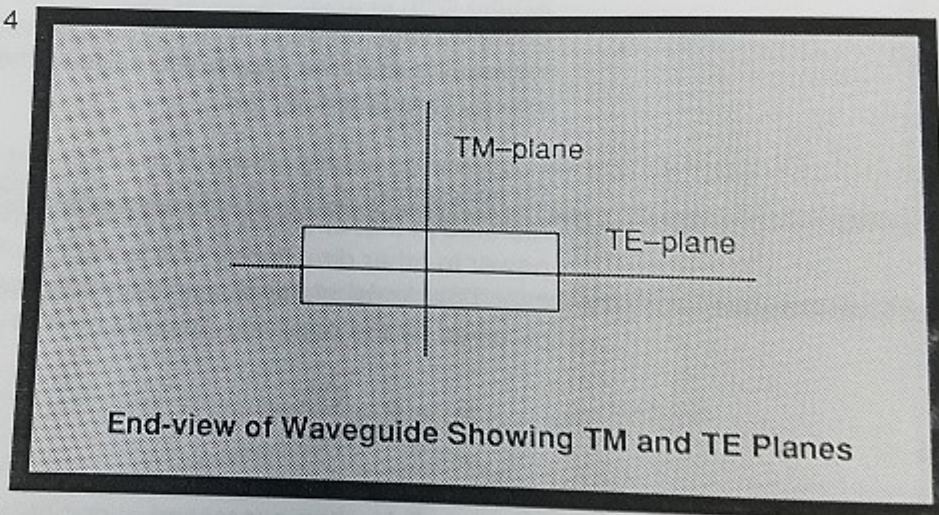 4
TM–plane
TE–plane
End-view of Waveguide Showing TM and TE Planes